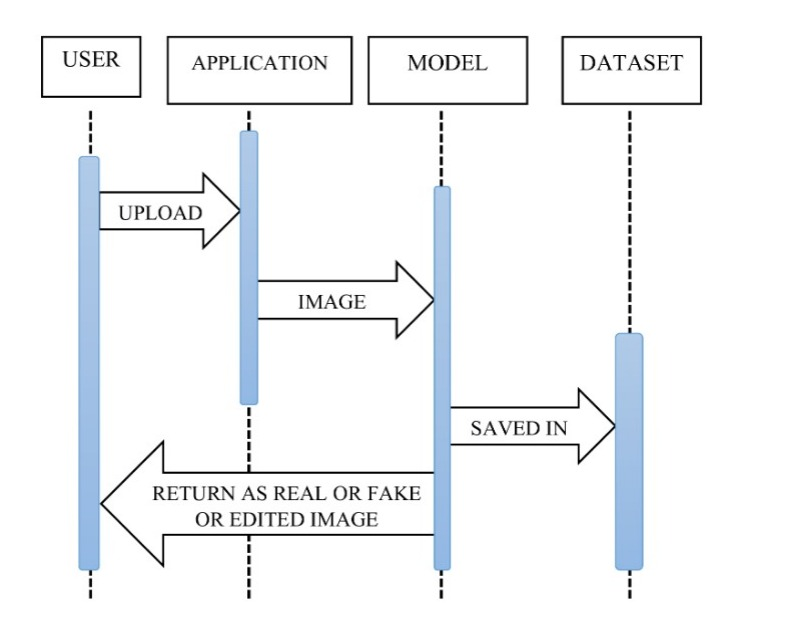 USER
APPLICATION
MODEL
DATASET
UPLOAD
IMAGE
SAVED IN
RETURN AS REAL OR FAKE
OR EDITED IMAGE